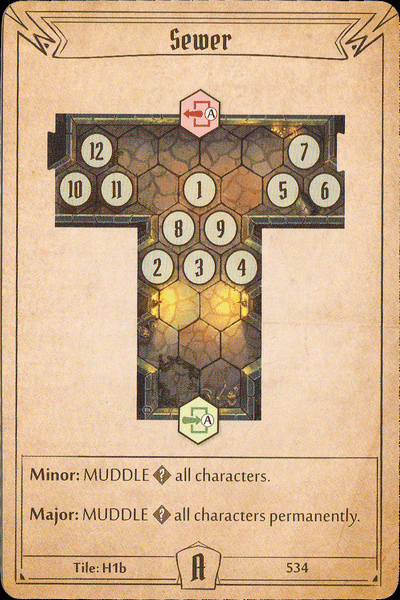 Sewer
A
12
7
10 11 1 5 6
8 9
2 3 4
A
Minor: MUDDLE ? all characters.
Major: MUDDLE ? all characters permanently.
Tile: H1b A 534